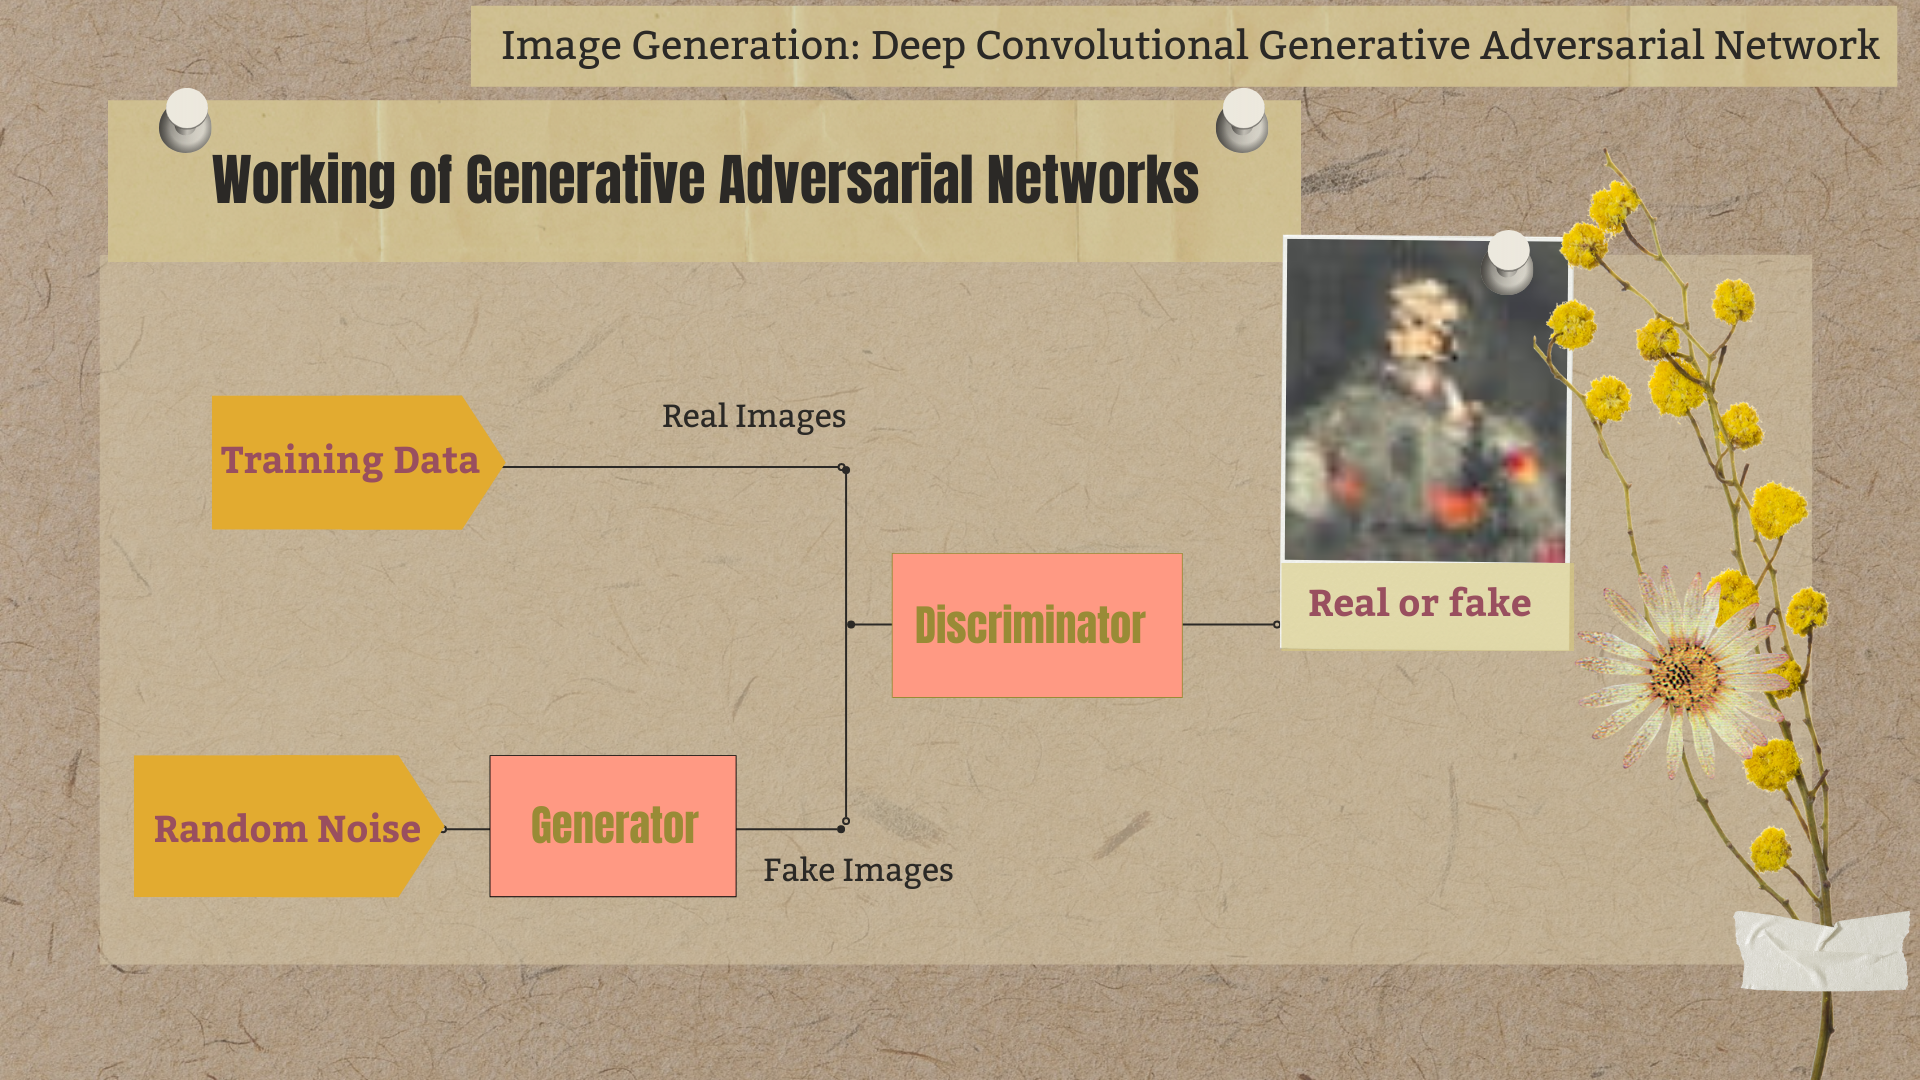 Image Generation: Deep Convolutional Generative Adversarial Network
Working of Generative Adversarial Networks
Training Data
Real Images
Discriminator
Real or fake
Random Noise
Generator
Fake Images